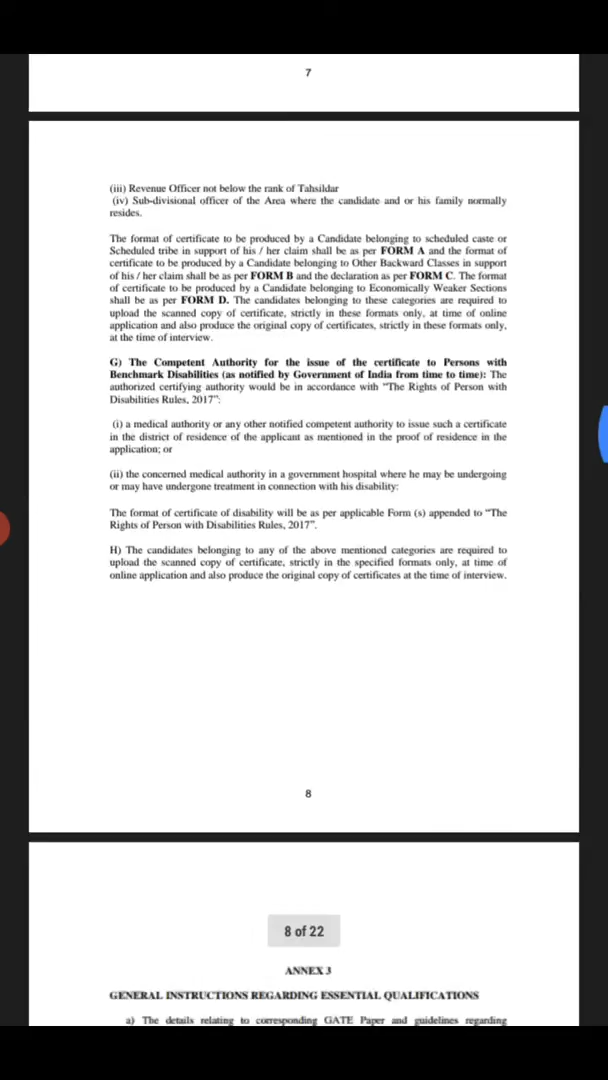 7
(iii) Revenue Officer not below the rank of Tahsildar
(iv) Sub-divisional officer of the Area where the candidate and or his family normally
resides.
The format of certificate to be produced by a Candidate belonging to scheduled caste or
Scheduled tribe in support of his / her claim shall be as per FORM A and the format of
certificate to be produced by a Candidate belonging to Other Backward Classes in support
of his / her claim shall be as per FORM B and the declaration as per FORM C. The format
of certificate to be produced by a Candidate belonging to Economically Weaker Sections
shall be as per FORM D. The candidates belonging to these categories are required to
upload the scanned copy of certificate, strictly in these formats only, at time of online
application and also produce the original copy of certificates, strictly in these formats only,
at the time of interview.
G) The Competent Authority for the issue of the certificate to Persons with
Benchmark Disabilities (as notified by Government of India from time to time): The
authorized certifying authority would be in accordance with "The Rights of Person with
Disabilities Rules, 2017":
(i) a medical authority or any other notified competent authority to issue such a certificate
in the district of residence of the applicant as mentioned in the proof of residence in the
application; or
(ii) the concerned medical authority in a government hospital where he may be undergoing
or may have undergone treatment in connection with his disability:
The format of certificate of disability will be as per applicable Form (s) appended to "The
Rights of Person with Disabilities Rules, 2017".
H) The candidates belonging to any of the above mentioned categories are required to
upload the scanned copy of certificate, strictly in the specified formats only, at time of
online application and also produce the original copy of certificates at the time of interview.
8
8 of 22
ANNEX 3
GENERAL INSTRUCTIONS REGARDING ESSENTIAL QUALIFICATIONS
a) The details relating to corresponding GATE Paper and guidelines regarding